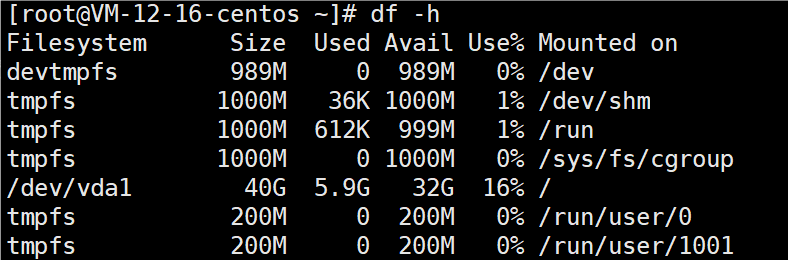 [root@VM-12-16-centos ~]# df -h
Filesystem      Size  Used Avail Use% Mounted on
devtmpfs        989M     0  989M   0% /dev
tmpfs          1000M   36K 1000M   1% /dev/shm
tmpfs          1000M  612K  999M   1% /run
tmpfs          1000M     0 1000M   0% /sys/fs/cgroup
/dev/vda1        40G  5.9G   32G  16% /
tmpfs           200M     0  200M   0% /run/user/0
tmpfs           200M     0  200M   0% /run/user/1001